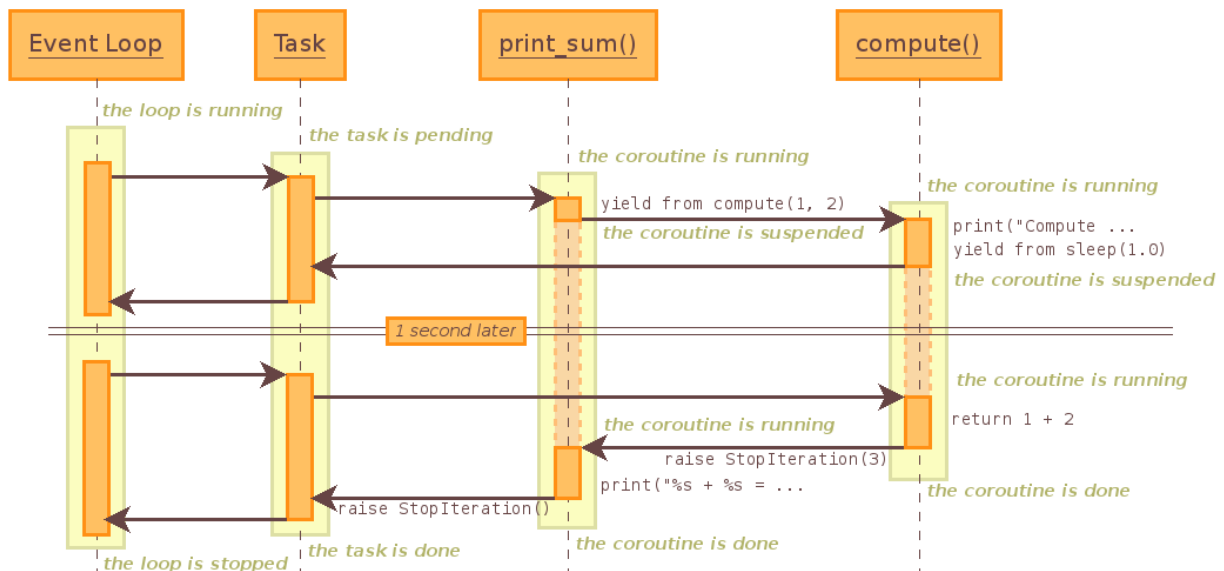 Event Loop
Task
print_sum()
compute()
the loop is running
the task is pending
the coroutine is running
the coroutine is running
yield from compute(1, 2)
print("Compute ...
the coroutine is suspended
yield from sleep(1.0)
the coroutine is suspended
1 second later
the coroutine is running
the coroutine is running
return 1 + 2
raise StopIteration(3)
print("%s + %s = ...
the coroutine is done
raise StopIteration()
the coroutine is done
the task is done
the loop is stopped